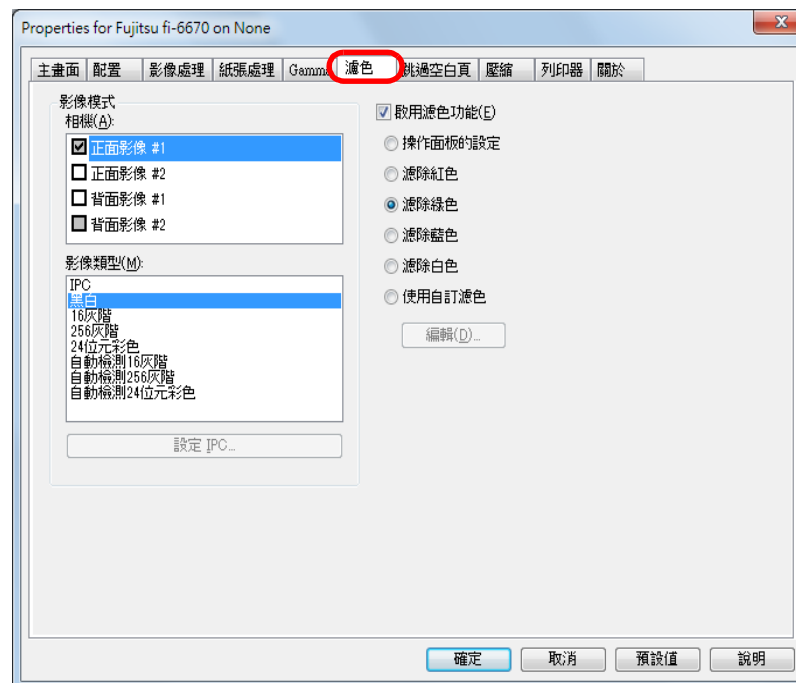 Properties for Fujitsu fi-6670 on None
主畫面 配置 影像處理 紙張處理 Gamma 濾色 跳過空白頁 壓縮 列印器 關於
影像模式
相機(A):
正面影像 #1
正面影像 #2
背面影像 #1
背面影像 #2
影像類型(M):
IPC
黑白
16灰階
256灰階
24位元彩色
自動檢測16灰階
自動檢測256灰階
自動檢測24位元彩色
設定 IPC...
啟用濾色功能(E)
操作面板的設定
濾除紅色
濾除綠色
濾除藍色
濾除白色
使用自訂濾色
編輯(D)...
確定 取消 預設值 說明